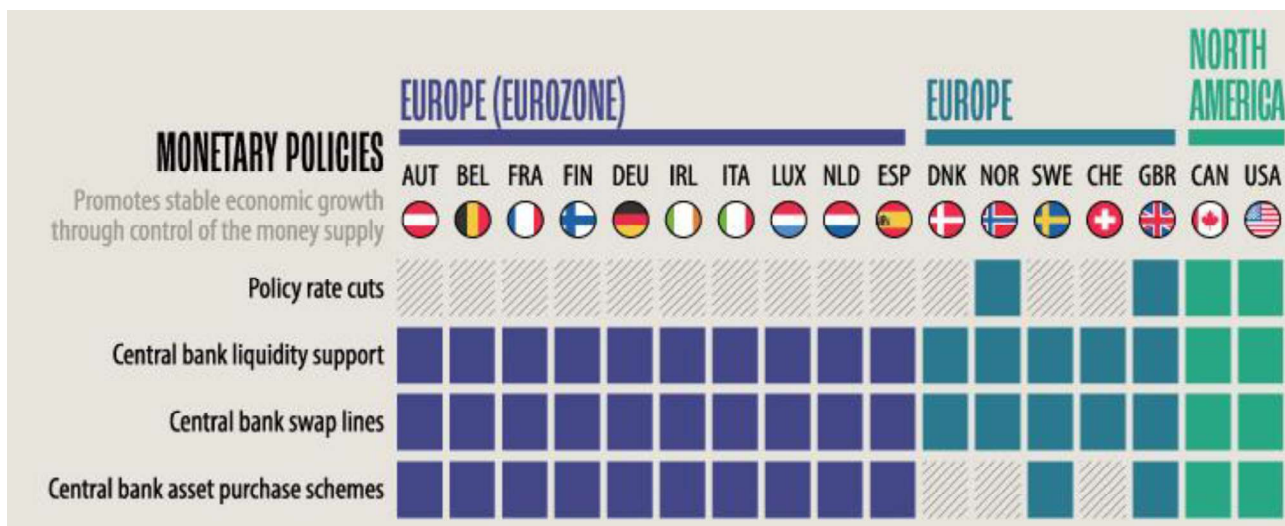 NORTH
AMERICA
EUROPE (EUROZONE)
EUROPE
MONETARY POLICIES
Promotes stable economic growth
through control of the money supply
AUT BEL FRA FIN DEU IRL ITA LUX NLD ESP DNK NOR SWE CHE GBR CAN USA
Policy rate cuts
Central bank liquidity support
Central bank swap lines
Central bank asset purchase schemes